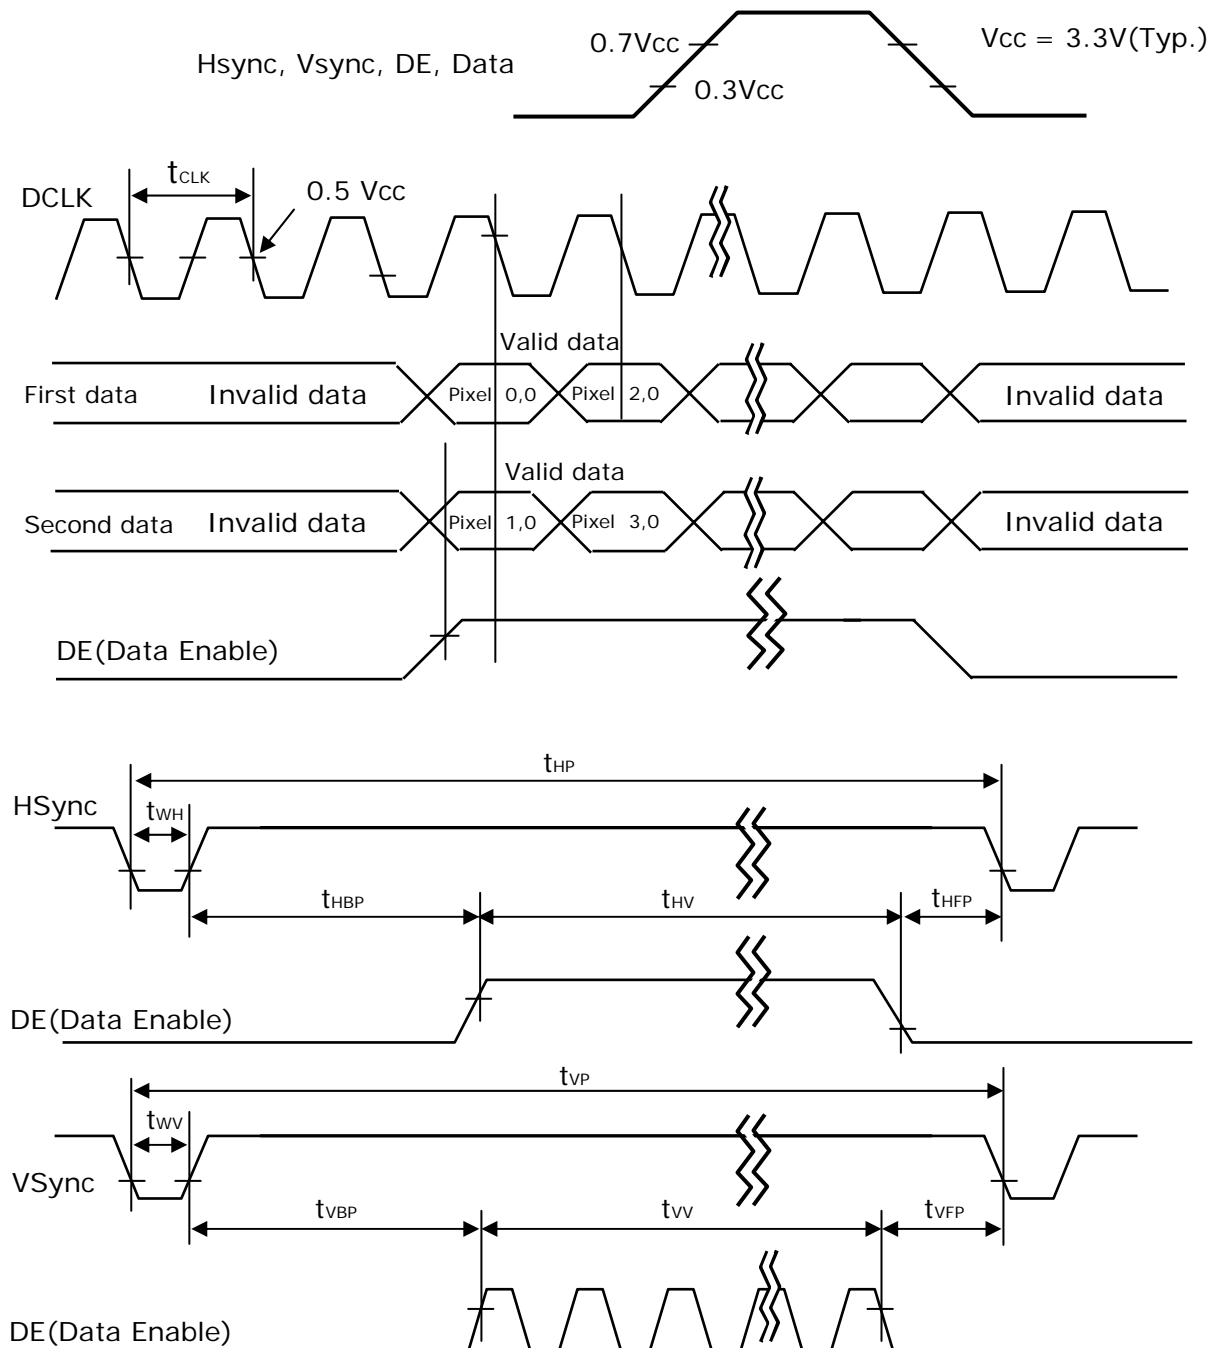 Hsync, Vsync, DE, Data
0.7Vcc
0.3Vcc
Vcc = 3.3V(Typ.)
DCLK
tCLK
0.5 Vcc
Valid data
First data
Invalid data
Pixel 0,0
Pixel 2,0
Invalid data
Valid data
Second data
Invalid data
Pixel 1,0
Pixel 3,0
Invalid data
DE(Data Enable)
tHP
HSync
tWH
tHBP
tHV
tHFP
DE(Data Enable)
tVP
tWV
VSync
tVBP
tVV
tVFP
DE(Data Enable)